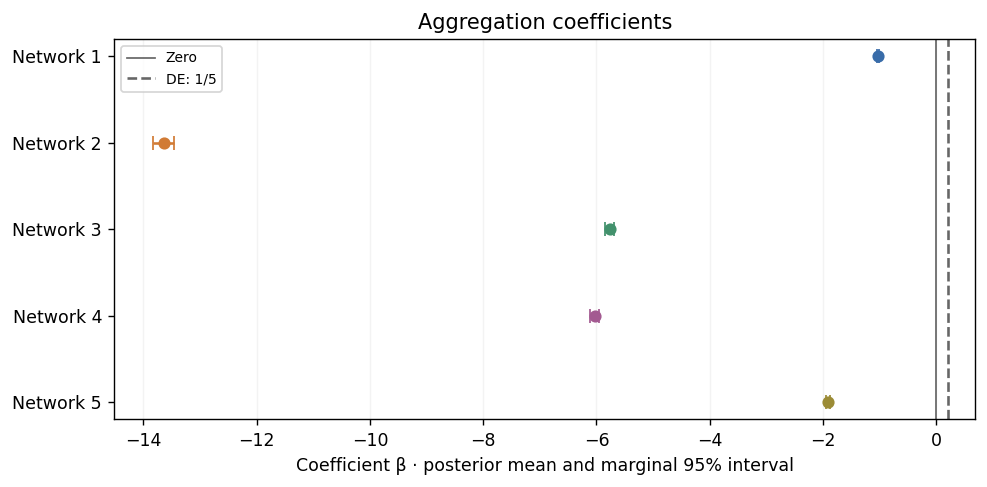 Aggregation coefficients
Network 1
Network 2
Network 3
Network 4
Network 5
Zero
DE: 1/5
−14 −12 −10 −8 −6 −4 −2 0
Coefficient β · posterior mean and marginal 95% interval